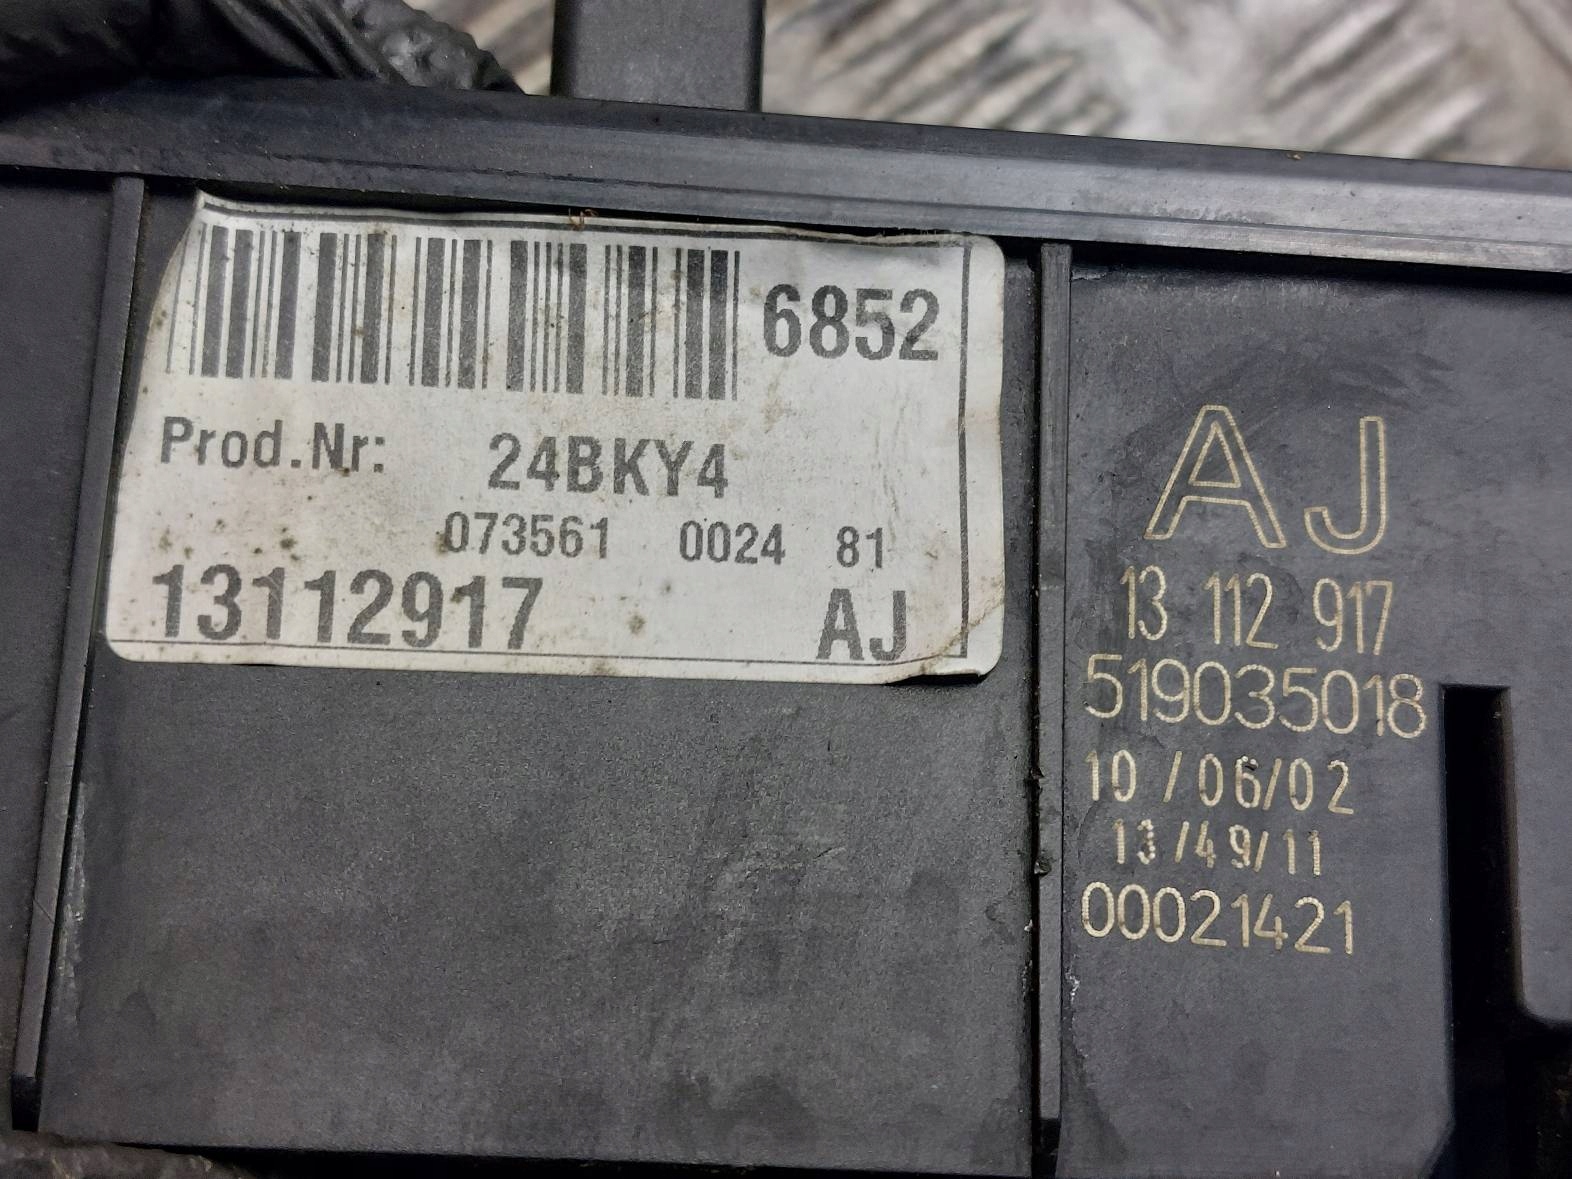 6852
Prod.Nr: 24BKY4
073561 0024 81
13112917 AJ
AJ
13 112 917
519035018
10/06/02
13/49/11
00021421